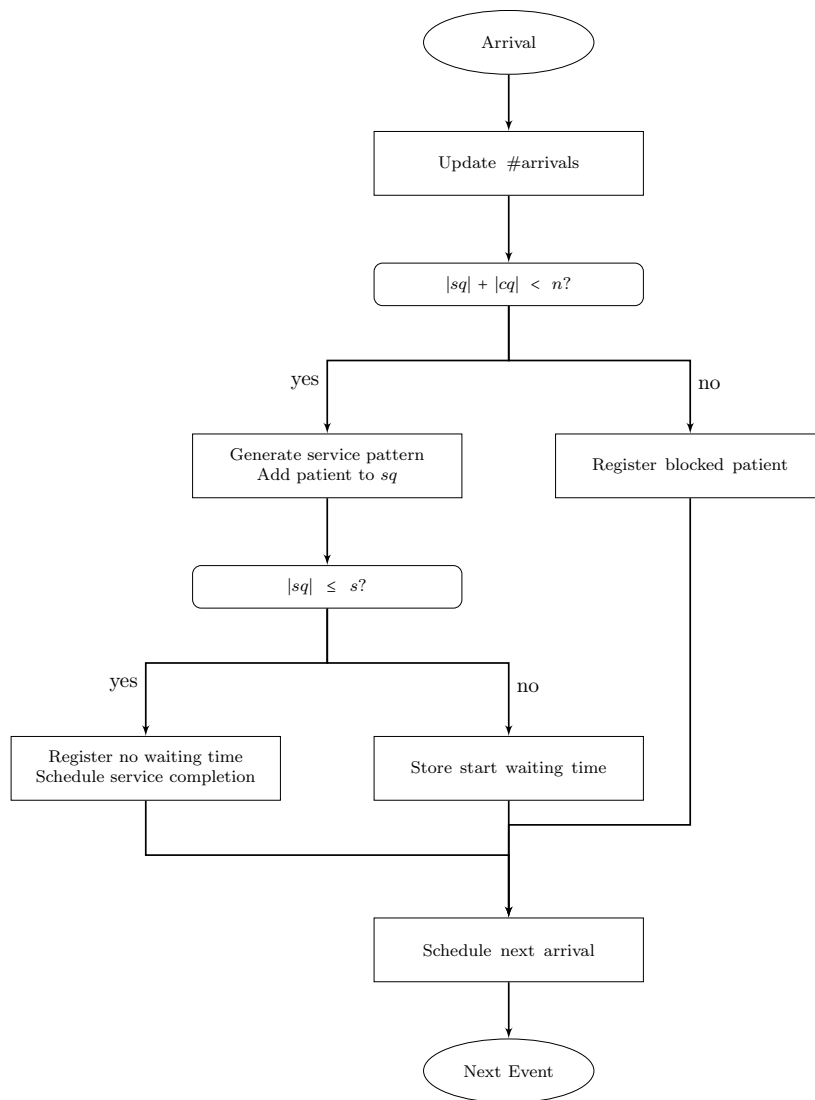 Arrival
Update #arrivals
|sq| + |cq| < n?
yes
no
Generate service pattern
Add patient to sq
Register blocked patient
|sq| ≤ s?
yes
no
Register no waiting time
Schedule service completion
Store start waiting time
Schedule next arrival
Next Event